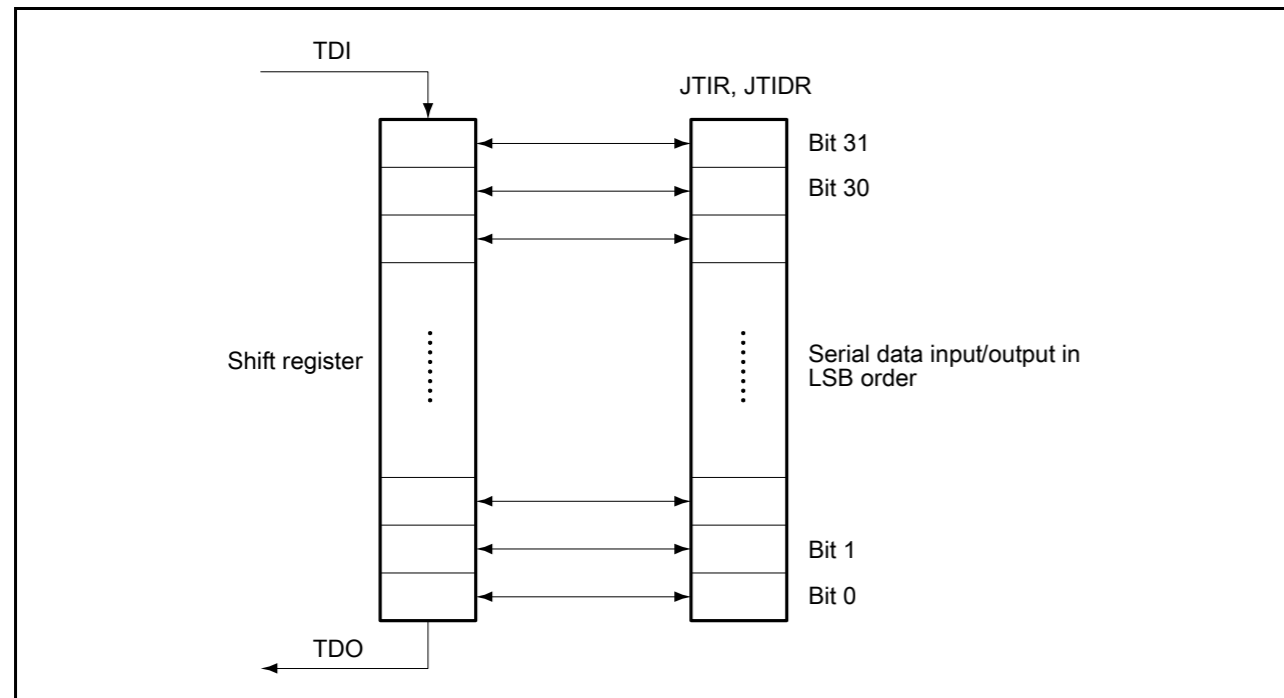 TDI
JTIR, JTIDR
Bit 31
Bit 30
Shift register
Serial data input/output in
LSB order
Bit 1
Bit 0
TDO